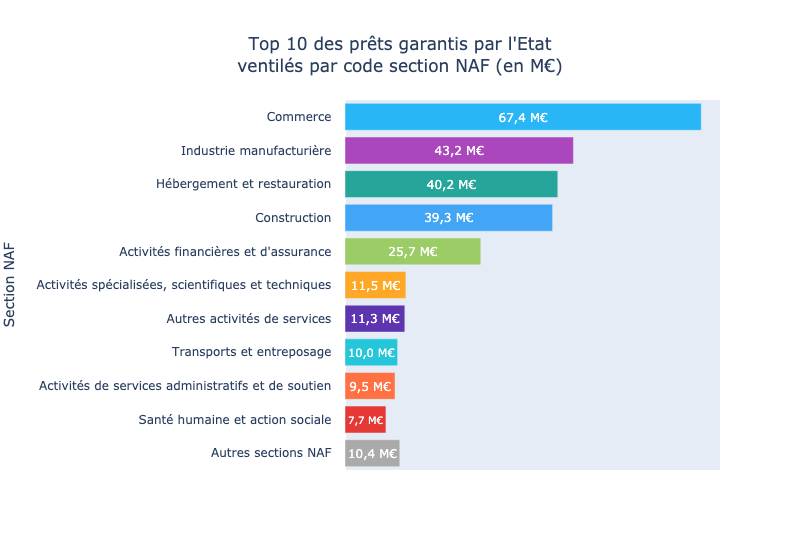 Top 10 des prêts garantis par l'Etat
ventilés par code section NAF (en M€)
Section NAF
Commerce 67,4 M€
Industrie manufacturière 43,2 M€
Hébergement et restauration 40,2 M€
Construction 39,3 M€
Activités financières et d'assurance 25,7 M€
Activités spécialisées, scientifiques et techniques 11,5 M€
Autres activités de services 11,3 M€
Transports et entreposage 10,0 M€
Activités de services administratifs et de soutien 9,5 M€
Santé humaine et action sociale 7,7 M€
Autres sections NAF 10,4 M€